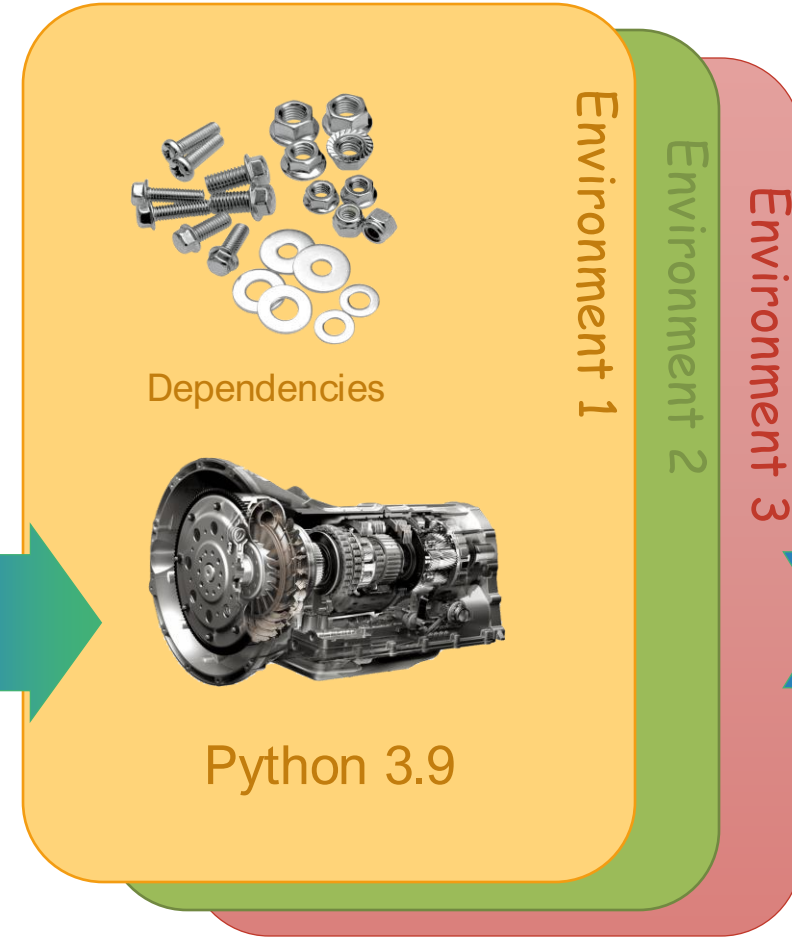 Environment 1
Environment 2
Environment 3
Dependencies
Python 3.9